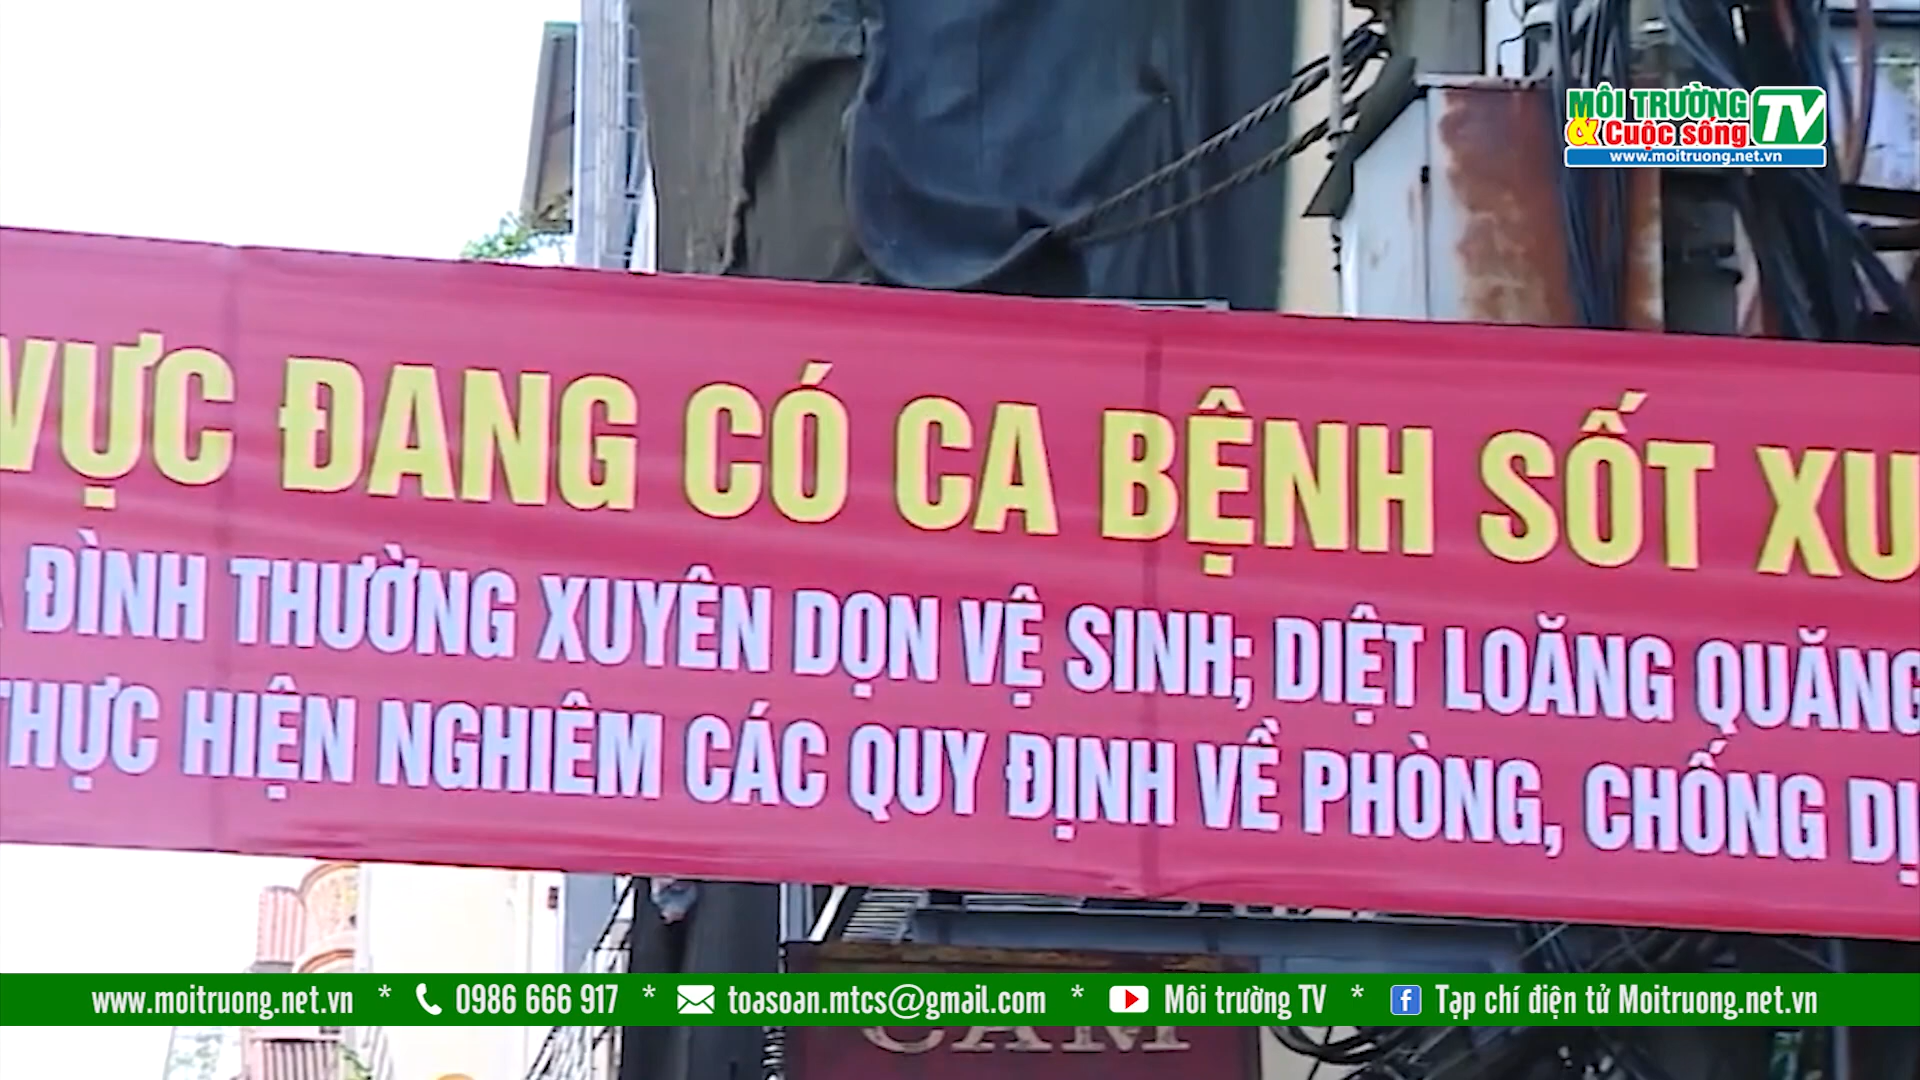 MÔI TRƯỜNG TV
& Cuộc sống
www.moitruong.net.vn
VỰC ĐANG CÓ CA BỆNH SỐT XU
ĐÌNH THƯỜNG XUYÊN DỌN VỆ SINH; DIỆT LOĂNG QUĂNG
THỰC HIỆN NGHIÊM CÁC QUY ĐỊNH VỀ PHÒNG, CHỐNG DỊ
www.moitruong.net.vn * 0986 666 917 * toasoan.mtcs@gmail.com * Môi trường TV * Tạp chí điện tử Moitruong.net.vn
CẦM